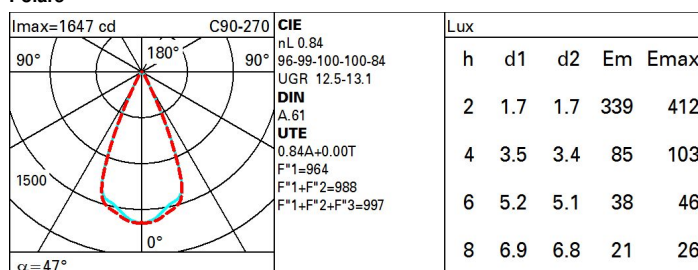 Imax=1647 cd C90-270
90° 180° 90°
1500
0°
α=47°
CIE
nL 0.84
96-99-100-100-84
UGR 12.5-13.1
DIN
A.61
UTE
0.84A+0.00T
F"1=964
F"1+F"2=988
F"1+F"2+F"3=997
Lux
h d1 d2 Em Emax
2 1.7 1.7 339 412
4 3.5 3.4 85 103
6 5.2 5.1 38 46
8 6.9 6.8 21 26